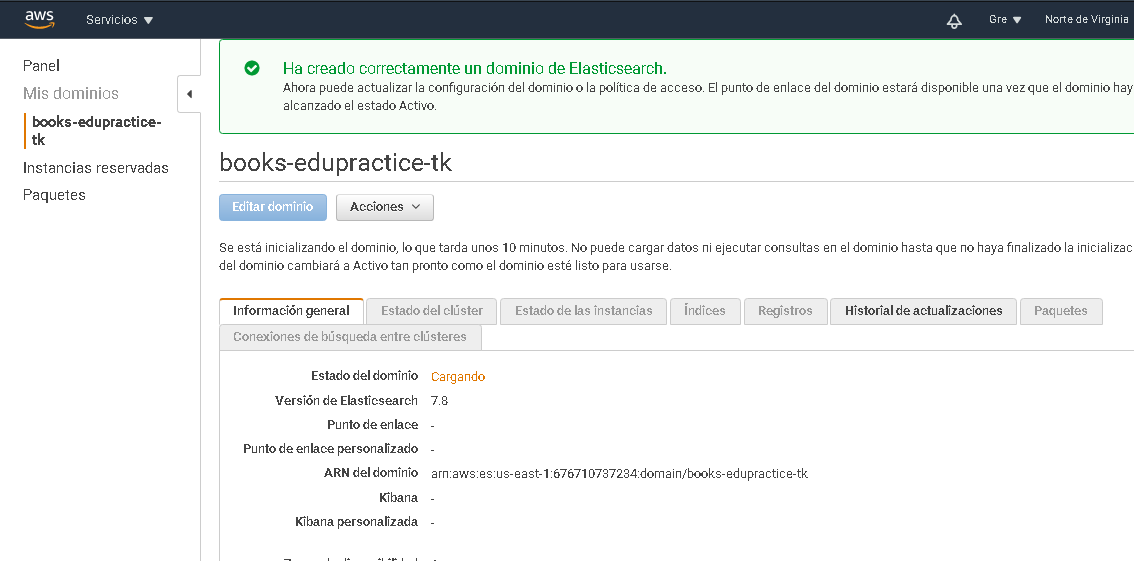 aws
Servicios
Gre
Norte de Virginia
Panel
Mis dominios
books-edupractice-
tk
Instancias reservadas
Paquetes
Ha creado correctamente un dominio de Elasticsearch.
Ahora puede actualizar la configuración del dominio o la política de acceso. El punto de enlace del dominio estará disponible una vez que el dominio hay
alcanzado el estado Activo.
books-edupractice-tk
Editar dominio
Acciones
Se está inicializando el dominio, lo que tarda unos 10 minutos. No puede cargar datos ni ejecutar consultas en el dominio hasta que no haya finalizado la inicializac
del dominio cambiará a Activo tan pronto como el dominio esté listo para usarse.
Información general
Estado del clúster
Estado de las instancias
Índices
Registros
Historial de actualizaciones
Paquetes
Conexiones de búsqueda entre clústeres
Estado del dominio Cargando
Versión de Elasticsearch 7.8
Punto de enlace -
Punto de enlace personalizado -
ARN del dominio arn:aws:es:us-east-1:676710737234:domain/books-edupractice-tk
Kibana -
Kibana personalizada -